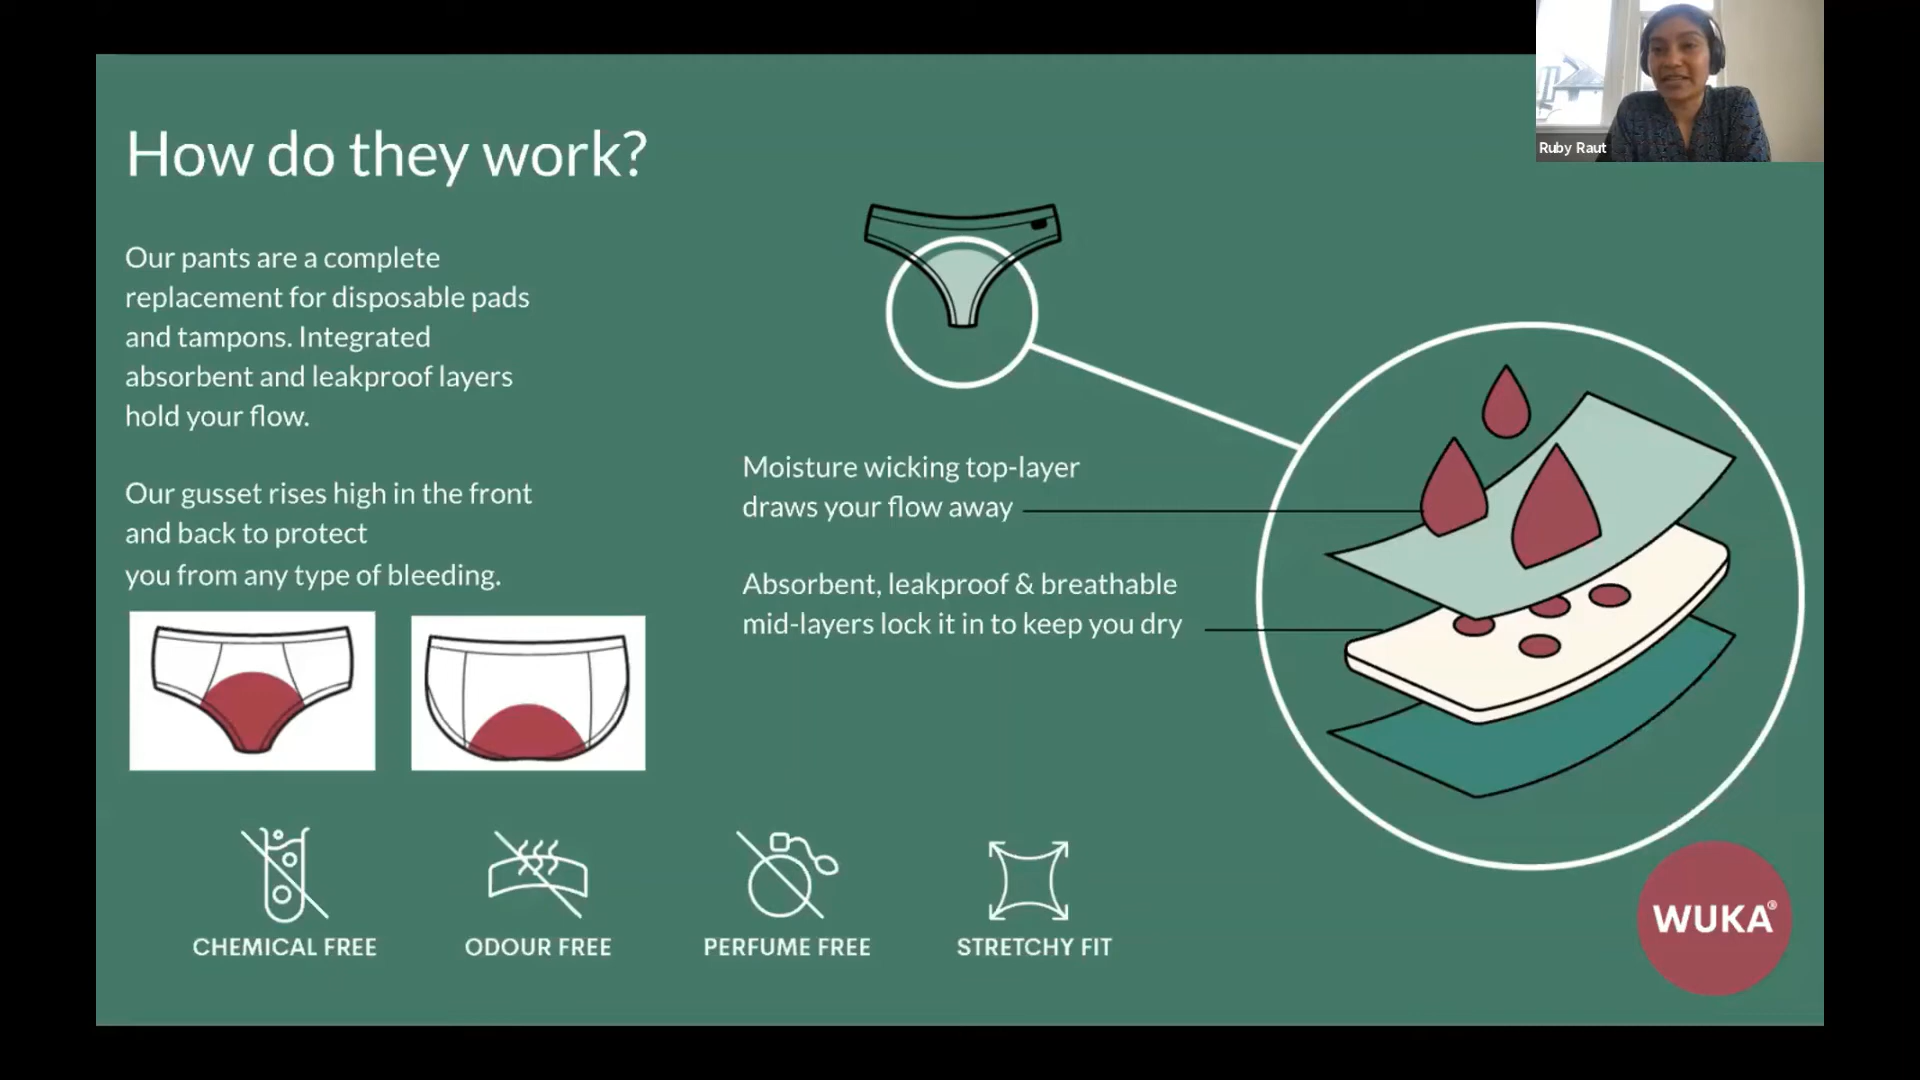 How do they work?
Our pants are a complete
replacement for disposable pads
and tampons. Integrated
absorbent and leakproof layers
hold your flow.
Our gusset rises high in the front
and back to protect
you from any type of bleeding.
Moisture wicking top-layer
draws your flow away
Absorbent, leakproof & breathable
mid-layers lock it in to keep you dry
CHEMICAL FREE
ODOUR FREE
PERFUME FREE
STRETCHY FIT
WUKA®
Ruby Raut